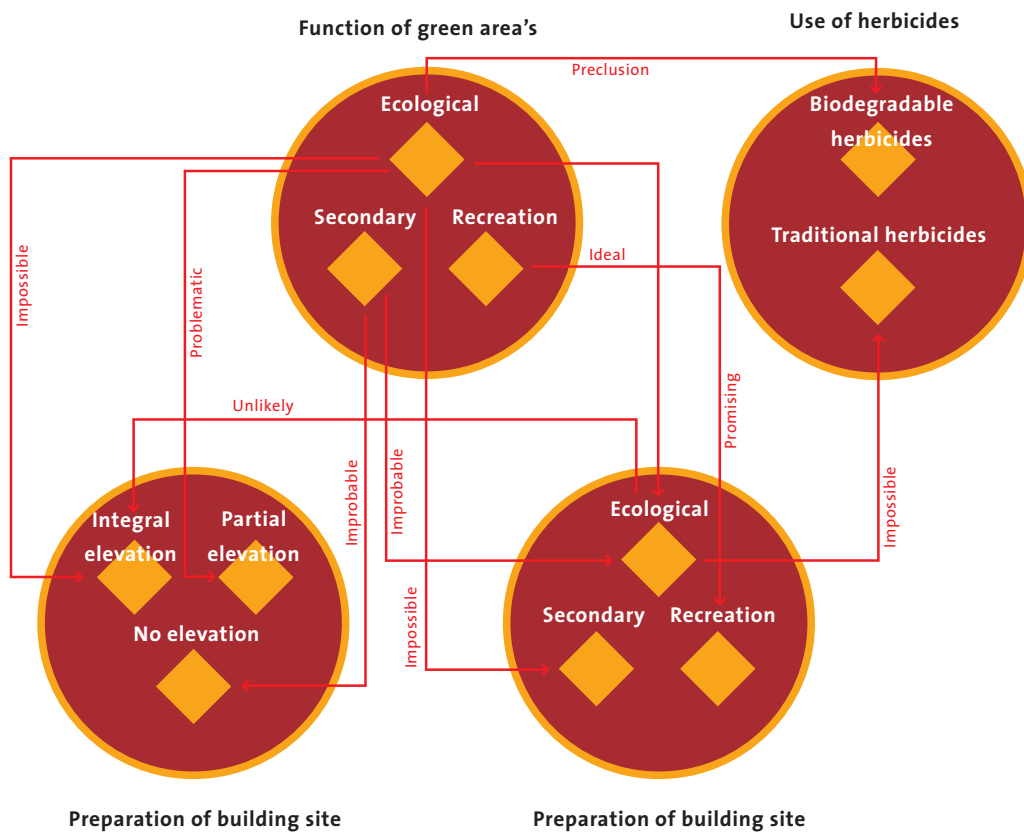 Function of green area's
Use of herbicides
Preclusion
Ecological
Biodegradable
herbicides
Secondary
Recreation
Traditional herbicides
Ideal
Impossible
Problematic
Unlikely
Promising
Improbable
Improbable
Impossible
Impossible
Integral
elevation
Partial
elevation
No elevation
Ecological
Secondary
Recreation
Preparation of building site
Preparation of building site